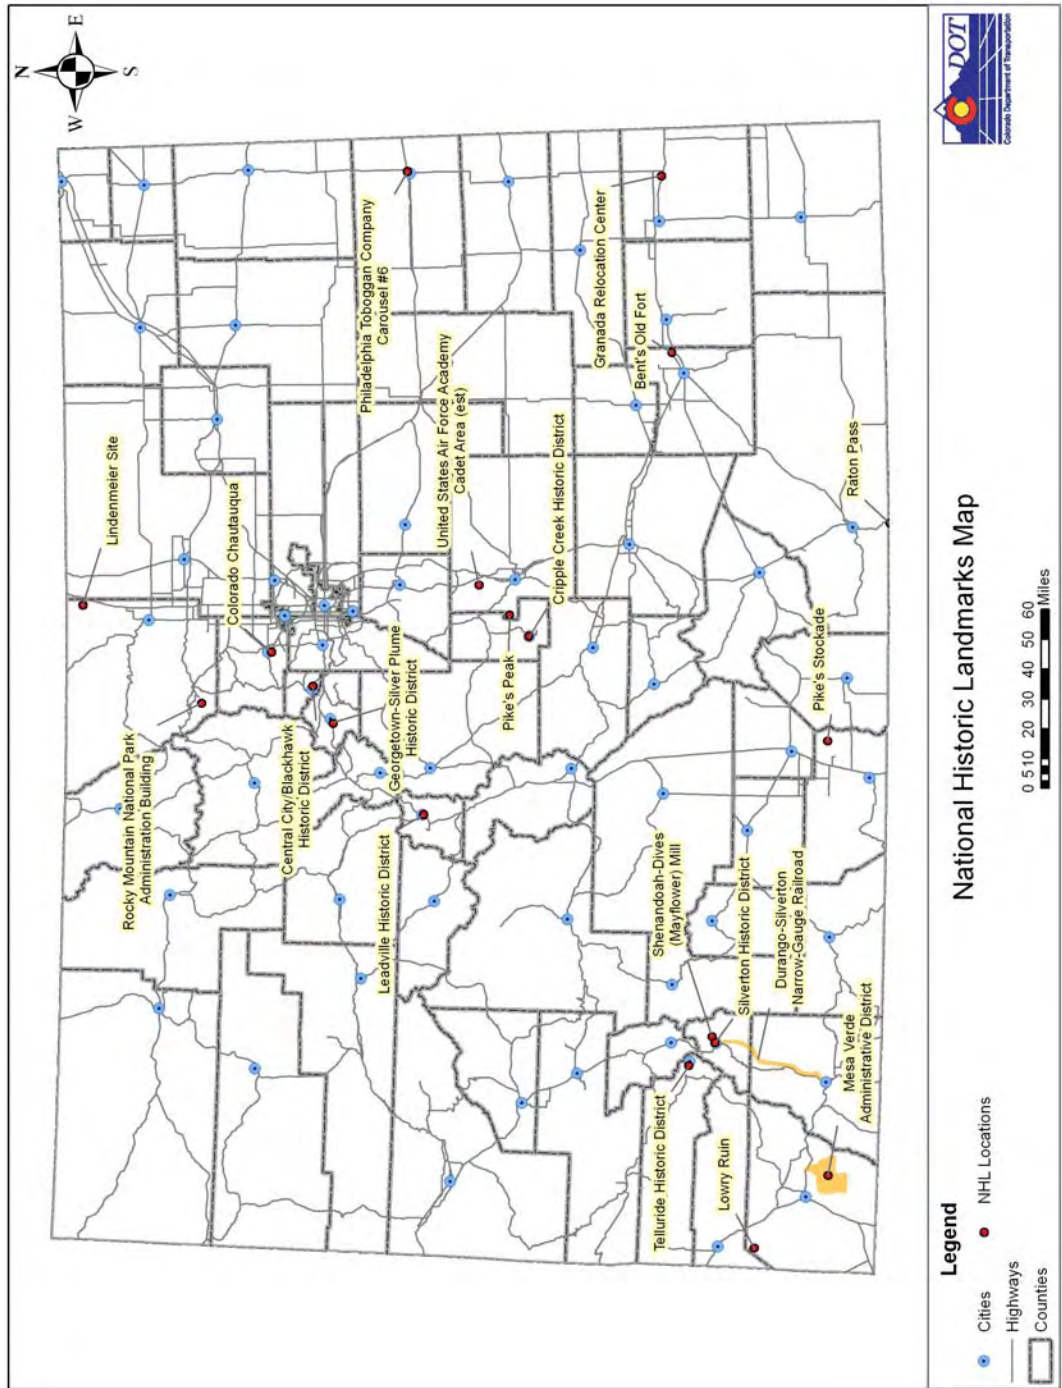 N
W
E
S
Lindenmeier Site
Colorado Chautauqua
Rocky Mountain National Park
Administration Building
Central City/Blackhawk
Historic District
Georgetown-Silver Plume
Historic District
Leadville Historic District
Philadelphia Toboggan Company
Carousel #6
United States Air Force Academy
Cadet Area (est)
Pike's Peak
Cripple Creek Historic District
Granada Relocation Center
Bent's Old Fort
Raton Pass
Pike's Stockade
Shenandoah-Dives
(Mayflower) Mill
Silverton Historic District
Durango-Silverton
Narrow-Gauge Railroad
Telluride Historic District
Lowry Ruin
Mesa Verde
Administrative District
Legend
Cities
NHL Locations
Highways
Counties
National Historic Landmarks Map
0 5 10 20 30 40 50 60
Miles
DOT
Colorado Department of Transportation